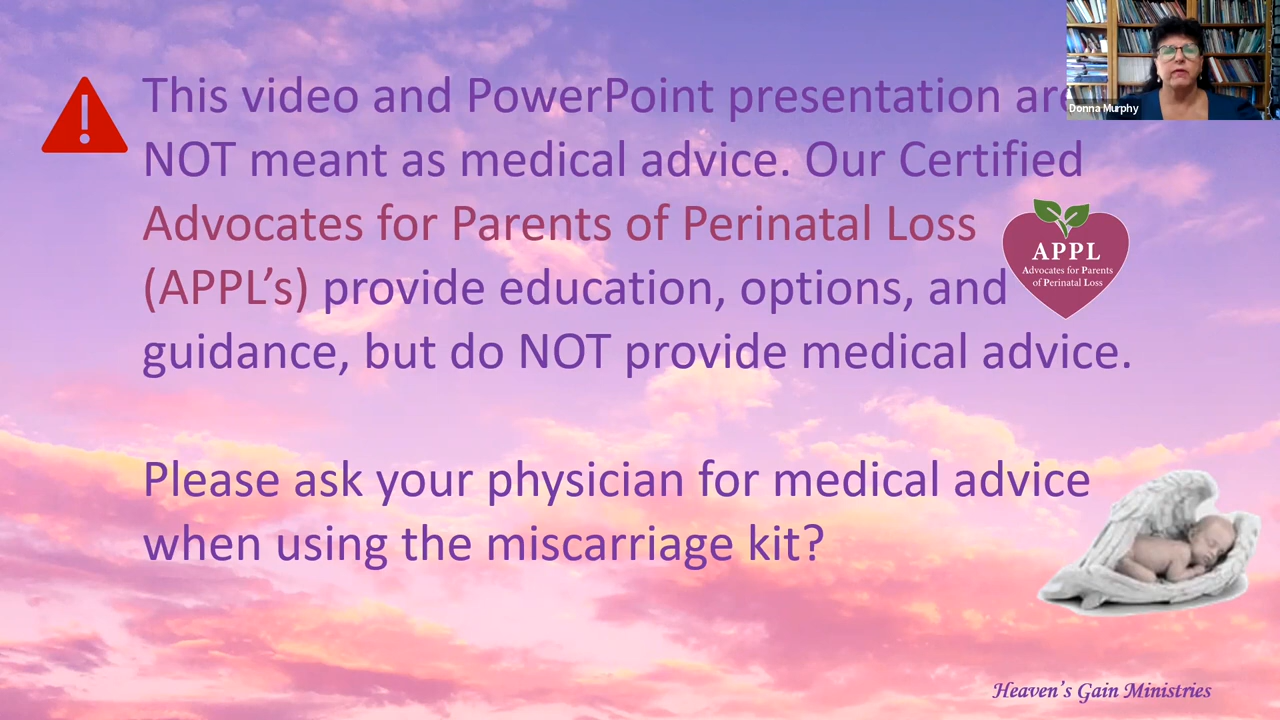 This video and PowerPoint presentation are
NOT meant as medical advice. Our Certified
Advocates for Parents of Perinatal Loss
(APPL’s) provide education, options, and
guidance, but do NOT provide medical advice.
Please ask your physician for medical advice
when using the miscarriage kit?
Donna Murphy
APPL
Advocates for Parents
of Perinatal Loss
Heaven’s Gain Ministries